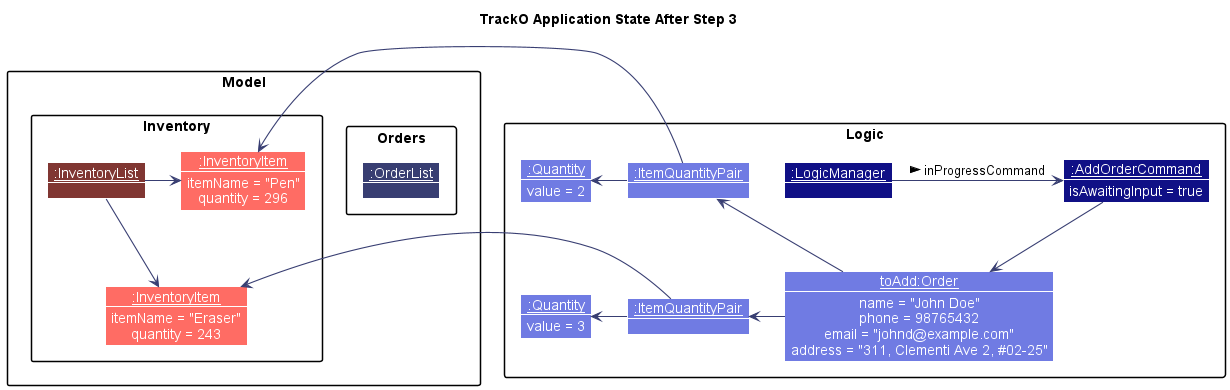 TrackO Application State After Step 3
Model
Inventory
:InventoryList
:InventoryItem
itemName = "Pen"
quantity = 296
:InventoryItem
itemName = "Eraser"
quantity = 243
Orders
:OrderList
Logic
:Quantity
value = 2
:ItemQuantityPair
:LogicManager
inProgressCommand
:AddOrderCommand
isAwaitingInput = true
:Quantity
value = 3
:ItemQuantityPair
toAdd:Order
name = "John Doe"
phone = 98765432
email = "johnd@example.com"
address = "311, Clementi Ave 2, #02-25"